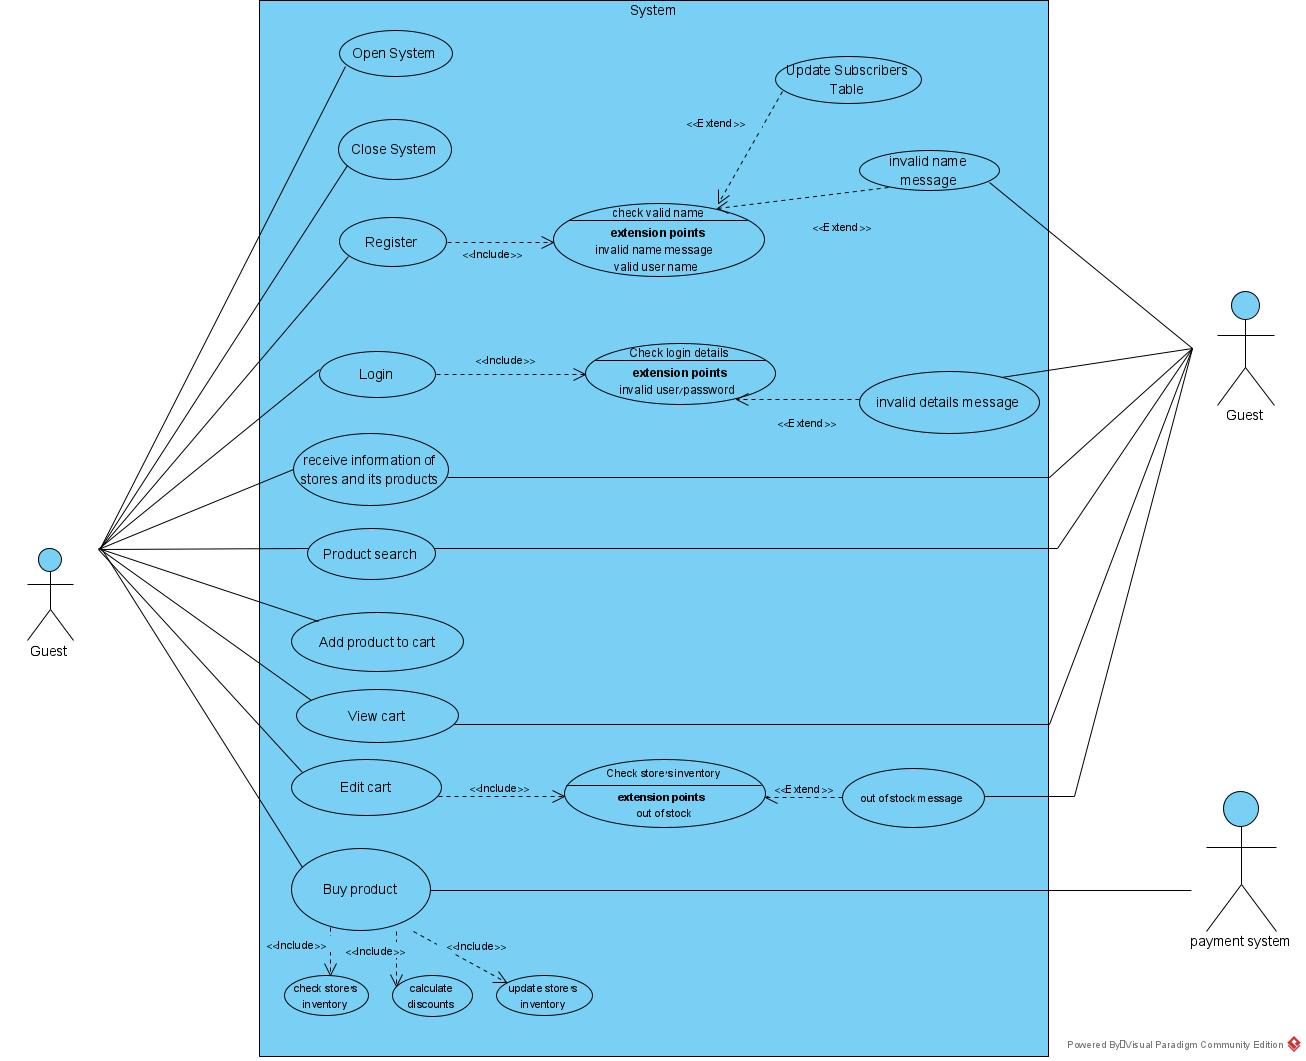 System
Open System
Update Subscribers
Table
<<Extend>>
Close System
invalid name
message
check valid name
extension points
invalid name message
valid user name
<<Extend>>
Register
<<Include>>
Login
<<Include>>
Check login details
extension points
invalid user/password
invalid details message
<<Extend>>
Guest
receive information of
stores and its products
Product search
Guest
Add product to cart
View cart
Edit cart
<<Include>>
Check store's inventory
extension points
out of stock
<<Extend>>
out of stock message
Buy product
payment system
<<Include>>
<<Include>>
<<Include>>
check store's
inventory
calculate
discounts
update store's
inventory
Powered By Visual Paradigm Community Edition